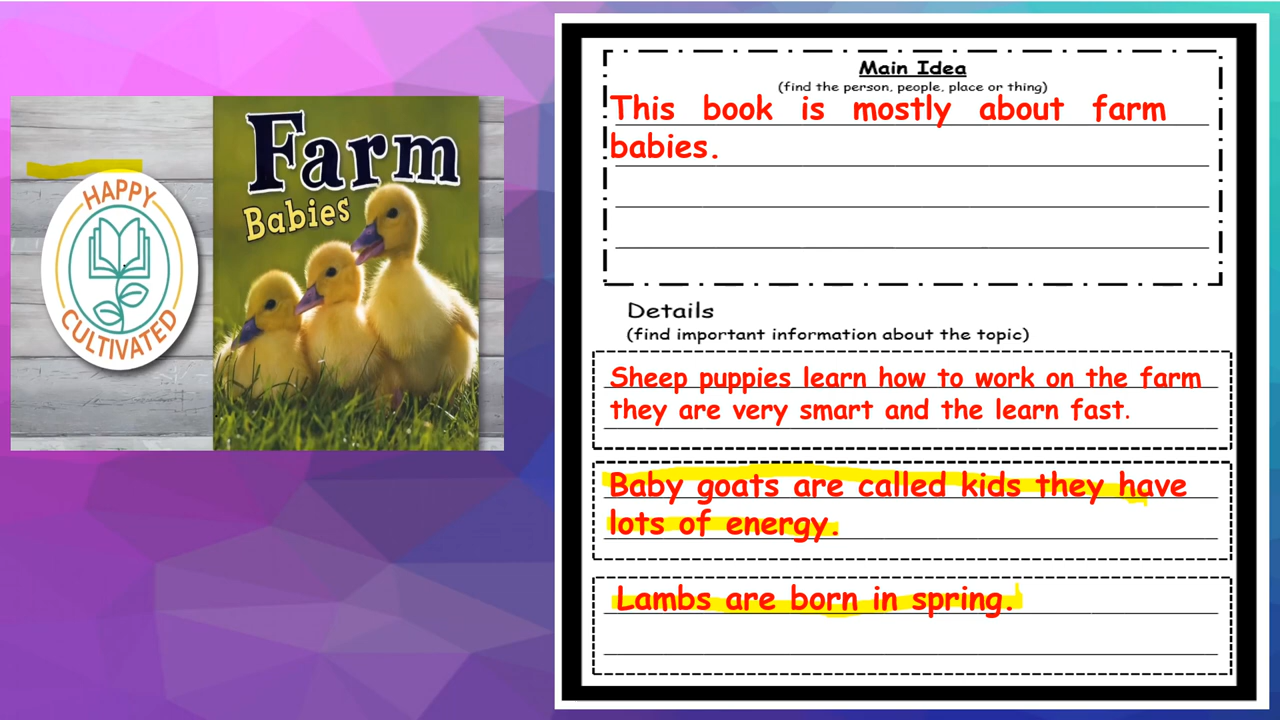 HAPPY
CULTIVATED
Farm
Babies
Main Idea
(find the person, people, place or thing)
This book is mostly about farm
babies.
Details
(find important information about the topic)
Sheep puppies learn how to work on the farm
they are very smart and the learn fast.
Baby goats are called kids they have
lots of energy.
Lambs are born in spring.